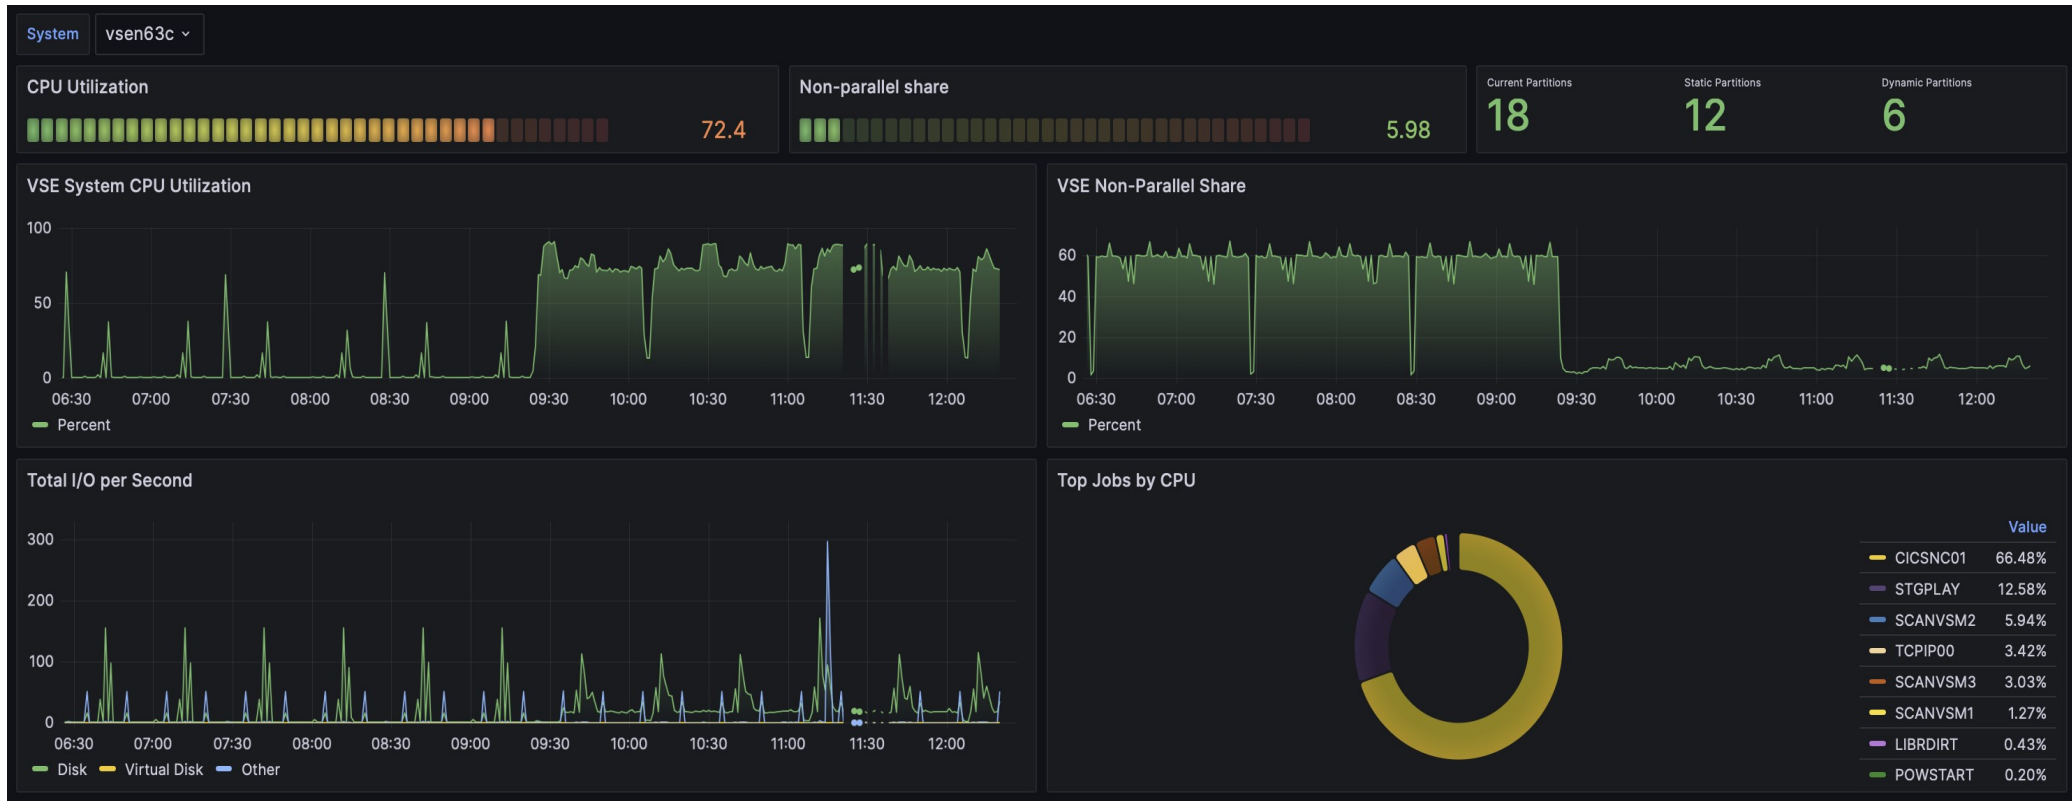 System vsen63c
CPU Utilization
72.4
Non-parallel share
5.98
Current Partitions
18
Static Partitions
12
Dynamic Partitions
6
VSE System CPU Utilization
100
50
0
06:30 07:00 07:30 08:00 08:30 09:00 09:30 10:00 10:30 11:00 11:30 12:00
Percent
VSE Non-Parallel Share
60
40
20
0
06:30 07:00 07:30 08:00 08:30 09:00 09:30 10:00 10:30 11:00 11:30 12:00
Percent
Total I/O per Second
300
200
100
0
06:30 07:00 07:30 08:00 08:30 09:00 09:30 10:00 10:30 11:00 11:30 12:00
Disk Virtual Disk Other
Top Jobs by CPU
Value
CICSNC01 66.48%
STGPLAY 12.58%
SCANVSM2 5.94%
TCPIP00 3.42%
SCANVSM3 3.03%
SCANVSM1 1.27%
LIBRDIRT 0.43%
POWSTART 0.20%